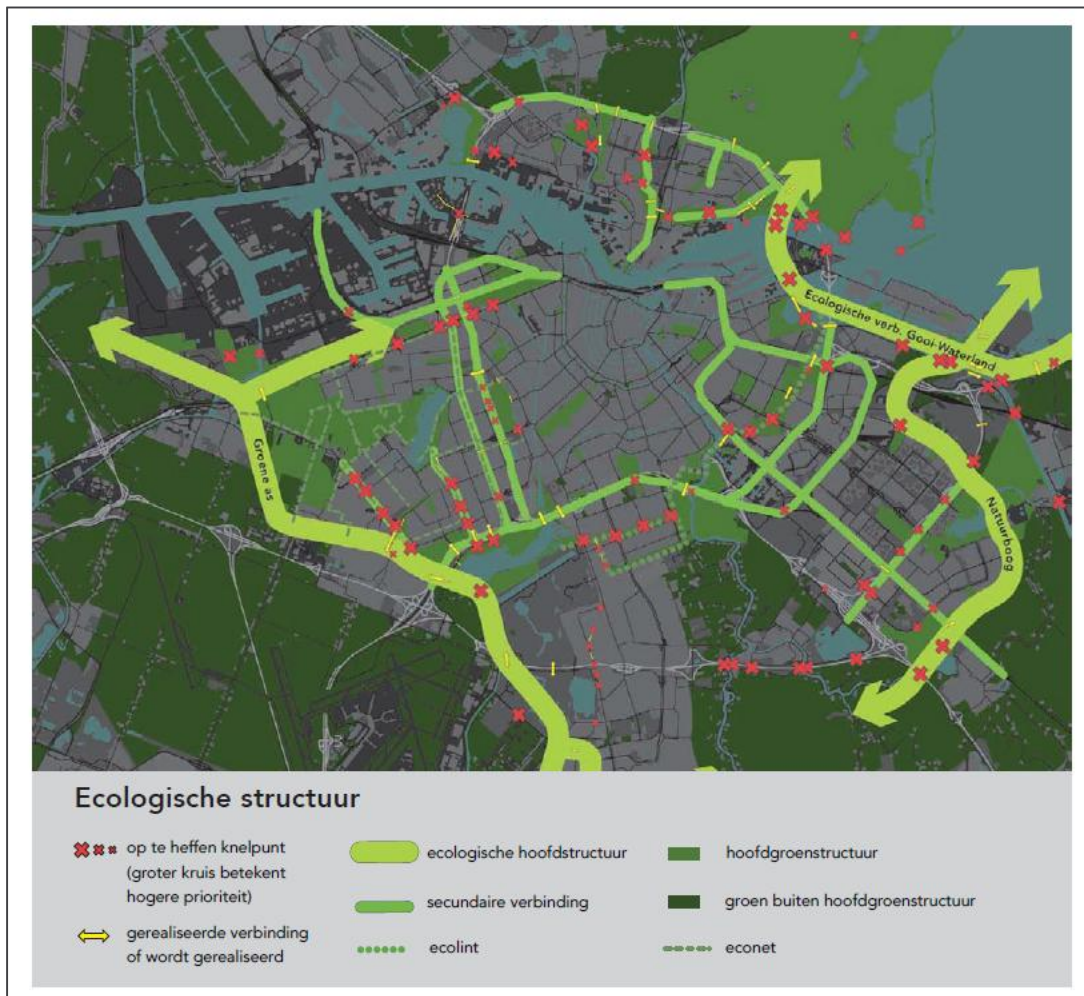 Ecologische verb. Gooi-Waterland
Groene as
Natuurboog
Ecologische structuur
op te heffen knelpunt
(groter kruis betekent
hogere prioriteit)
gerealiseerde verbinding
of wordt gerealiseerd
ecologische hoofdstructuur
secundaire verbinding
ecolint
hoofdgroenstructuur
groen buiten hoofdgroenstructuur
econet